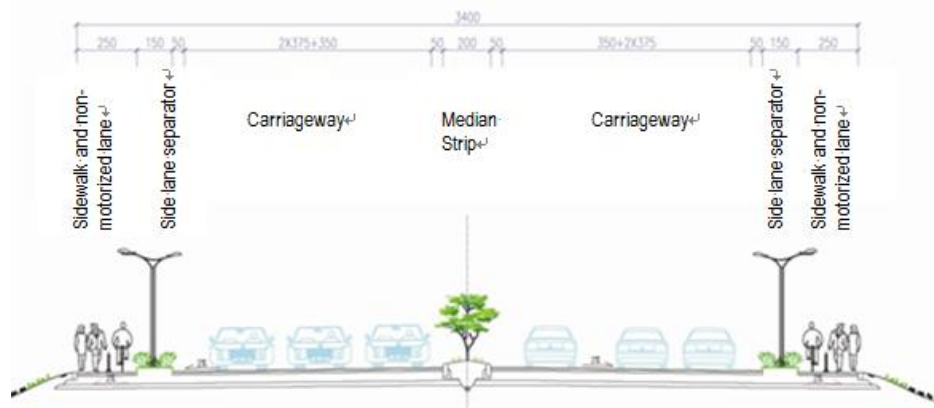 3400
250 150 50 2X375+350 50 200 50 350+2X375 50 150 250
Sidewalk and non-
motorized lane↵
Side lane separator↵
Carriageway↵
Median
Strip↵
Carriageway↵
Side lane separator↵
Sidewalk and non-
motorized lane↵